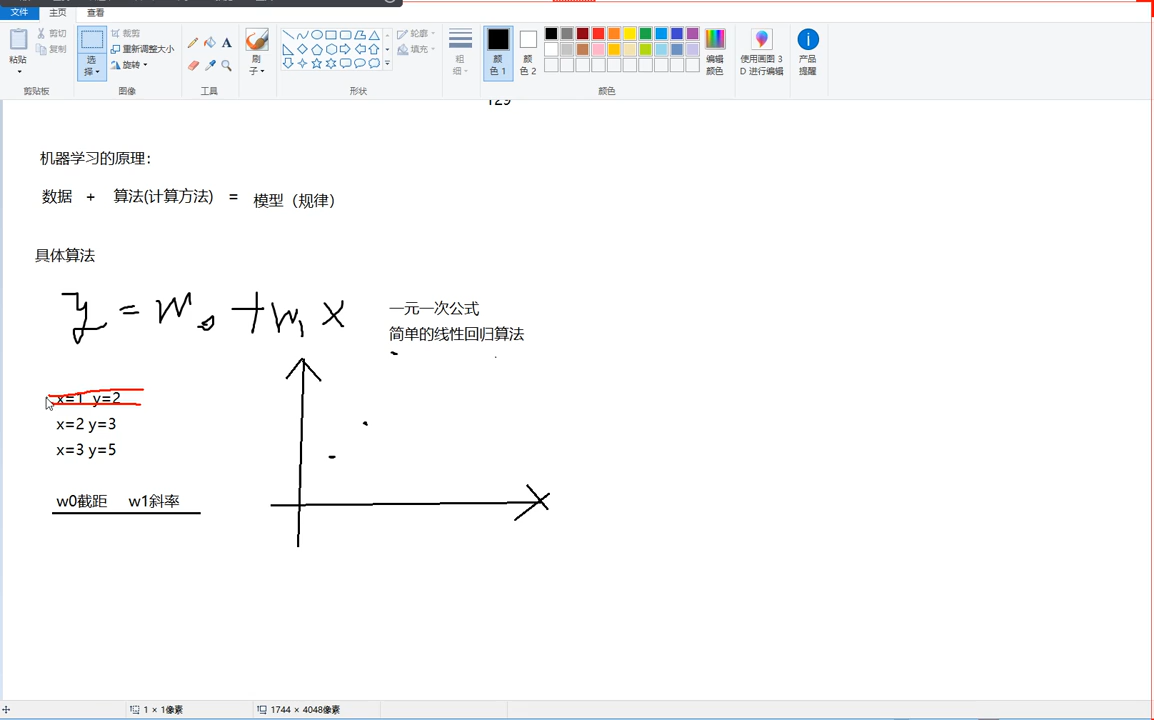 文件 主页 查看
剪切 裁剪 轮廓
复制 重新调整大小 填充
粘贴 选择 旋转 A 刷子 粗细 颜色 1 颜色 2 编辑颜色 使用画图 3D 进行编辑 产品提醒
剪贴板 图像 工具 形状 颜色
129
机器学习的原理：
数据 + 算法(计算方法) = 模型（规律）
具体算法
y = w0 + w1 x
一元一次公式
简单的线性回归算法
x=1 y=2
x=2 y=3
x=3 y=5
w0截距 w1斜率
1 × 1像素 1744 × 4048像素